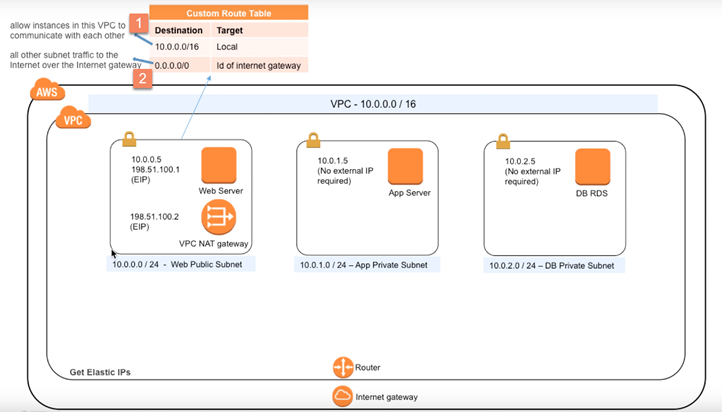 allow instances in this VPC to
communicate with each other
all other subnet traffic to the
Internet over the Internet gateway
1
2
Custom Route Table
Destination Target
10.0.0.0/16 Local
0.0.0.0/0 Id of internet gateway
AWS
VPC - 10.0.0.0 / 16
VPC
10.0.0.5
198.51.100.1
(EIP)
Web Server
198.51.100.2
(EIP)
VPC NAT gateway
10.0.0.0 / 24 - Web Public Subnet
10.0.1.5
(No external IP
required)
App Server
10.0.1.0 / 24 – App Private Subnet
10.0.2.5
(No external IP
required)
DB RDS
10.0.2.0 / 24 – DB Private Subnet
Get Elastic IPs
Router
Internet gateway